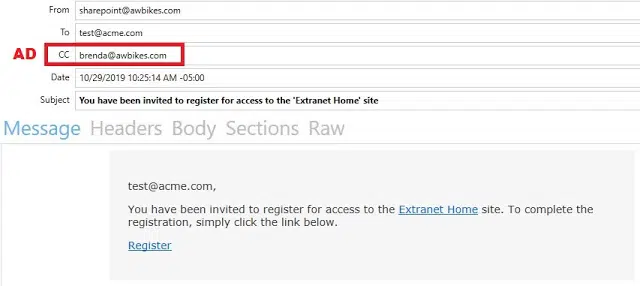 From sharepoint@awbikes.com
To test@acme.com
AD CC brenda@awbikes.com
Date 10/29/2019 10:25:14 AM -05:00
Subject You have been invited to register for access to the 'Extranet Home' site
Message Headers Body Sections Raw
test@acme.com,
You have been invited to register for access to the Extranet Home site. To complete the
registration, simply click the link below.
Register